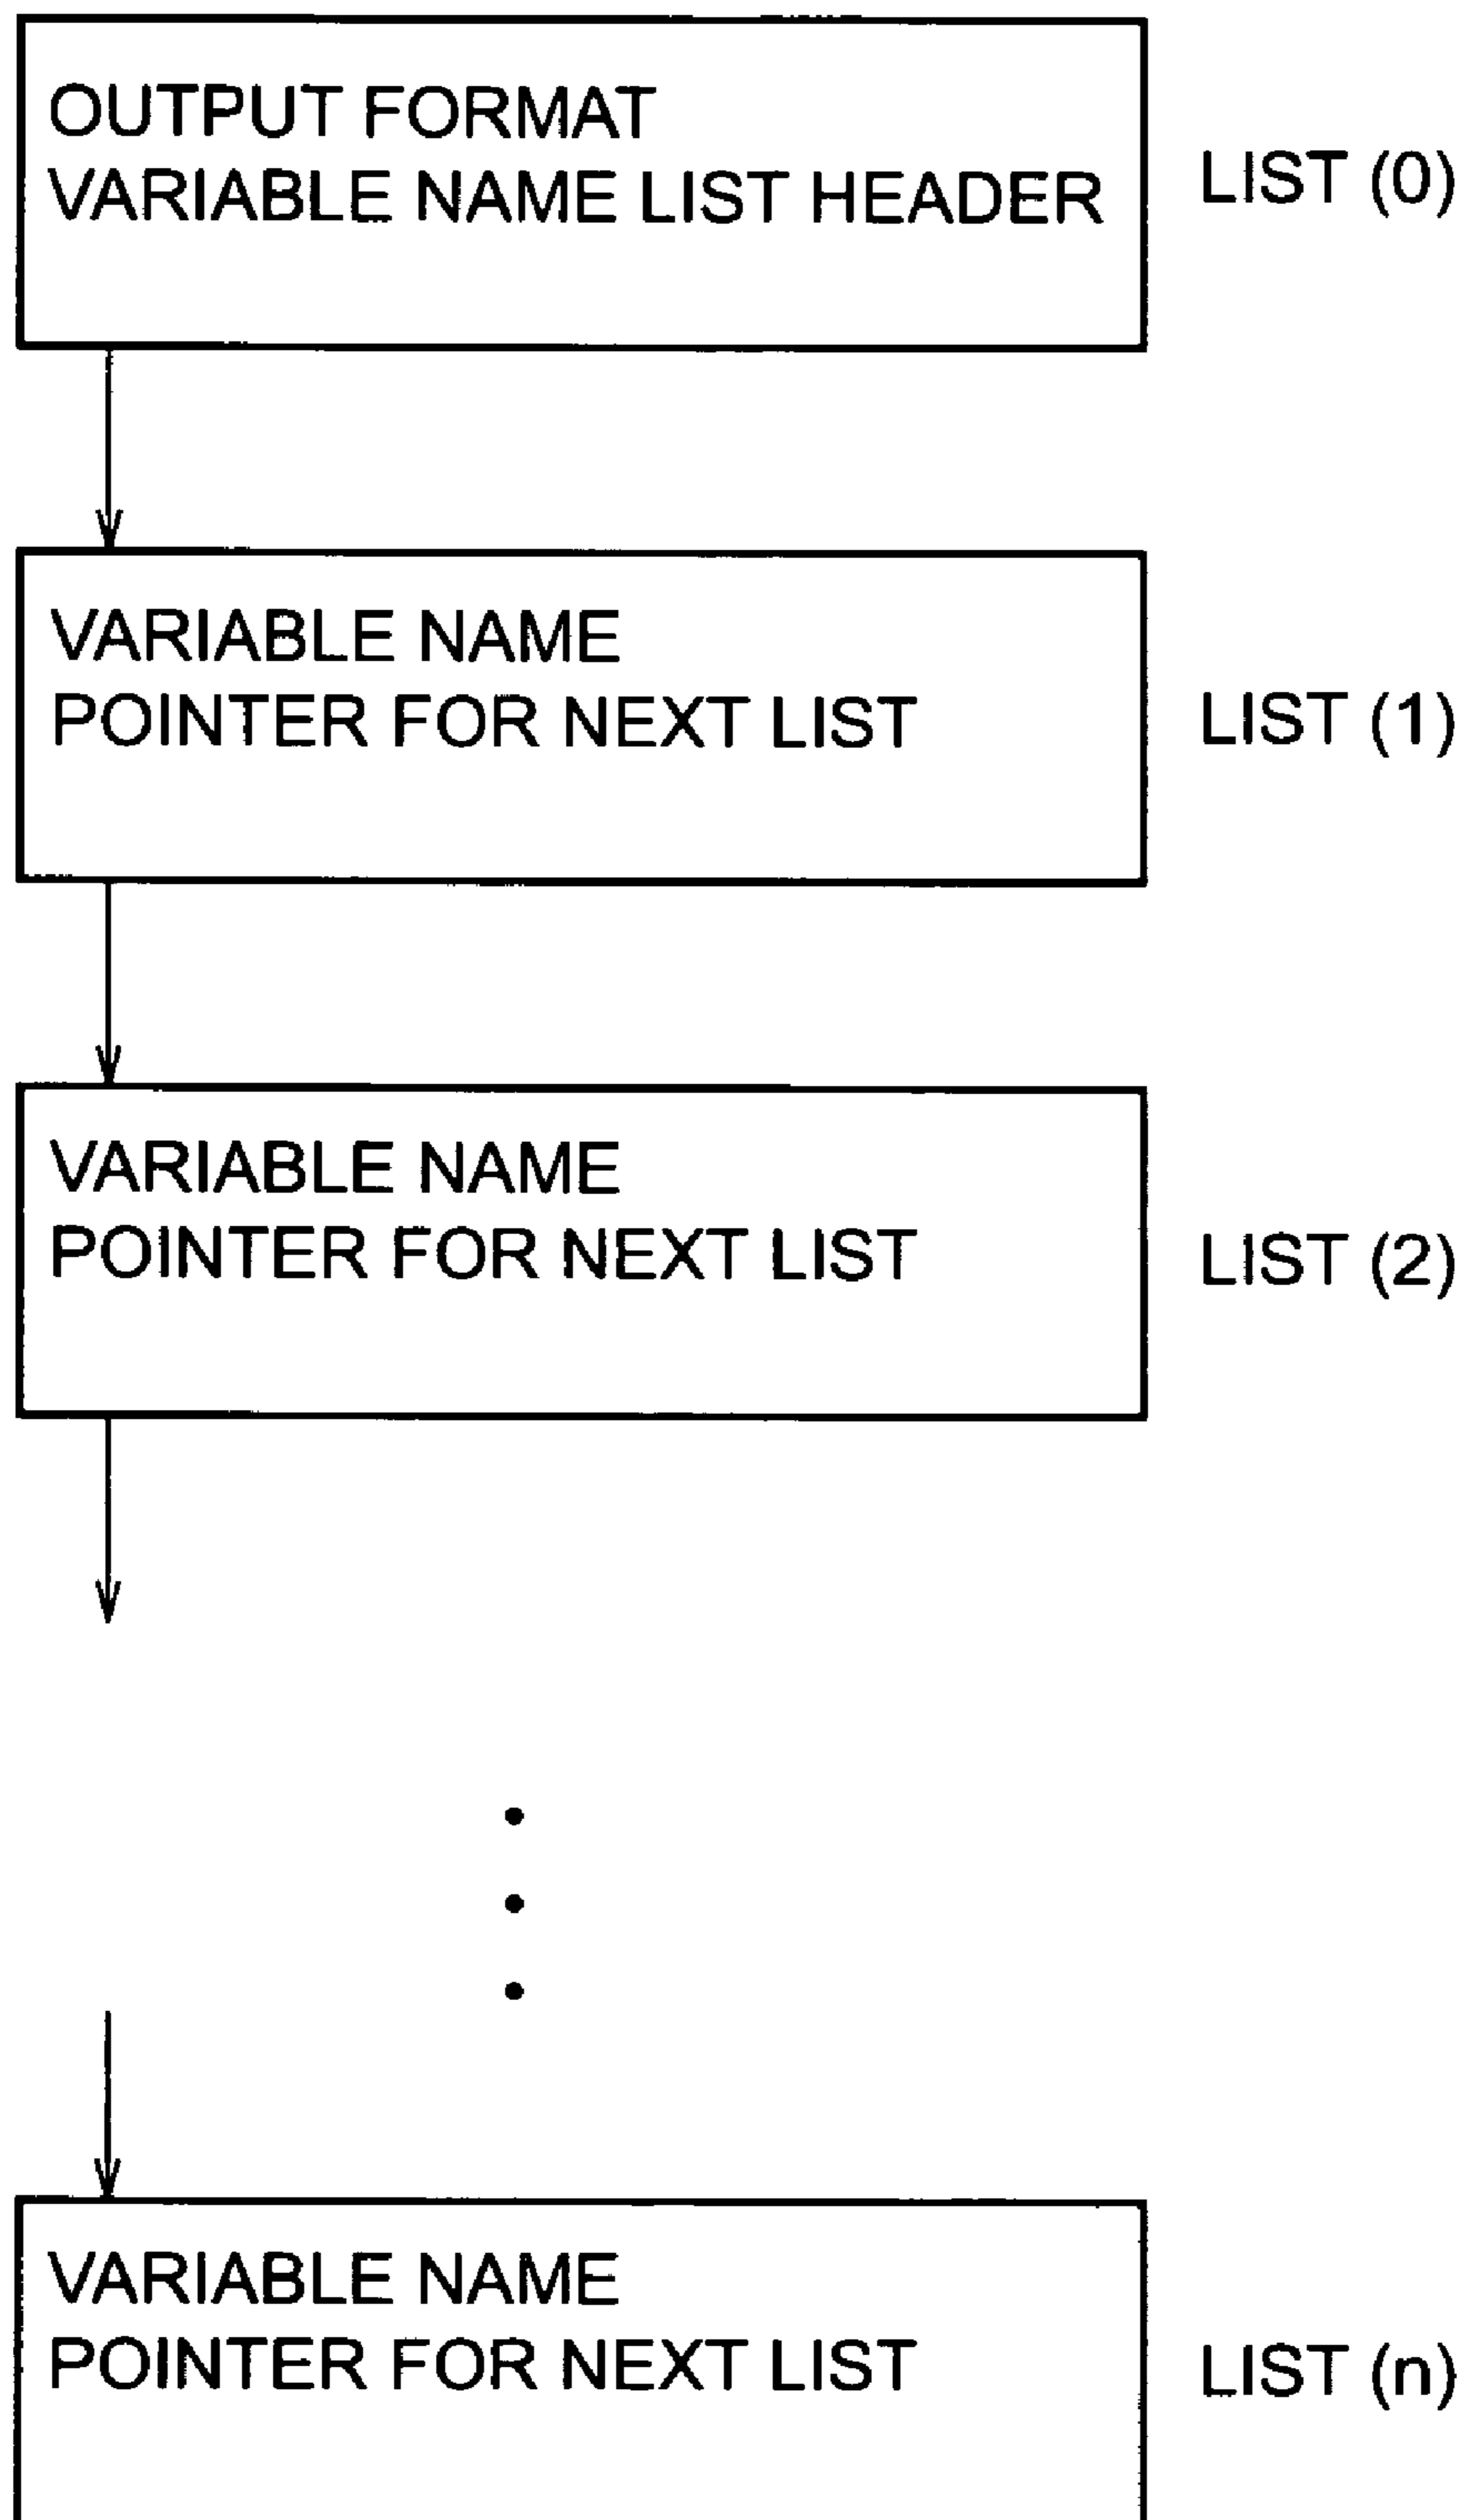 OUTPUT FORMAT
VARIABLE NAME LIST HEADER
LIST (0)
VARIABLE NAME
POINTER FOR NEXT LIST
LIST (1)
VARIABLE NAME
POINTER FOR NEXT LIST
LIST (2)
VARIABLE NAME
POINTER FOR NEXT LIST
LIST (n)